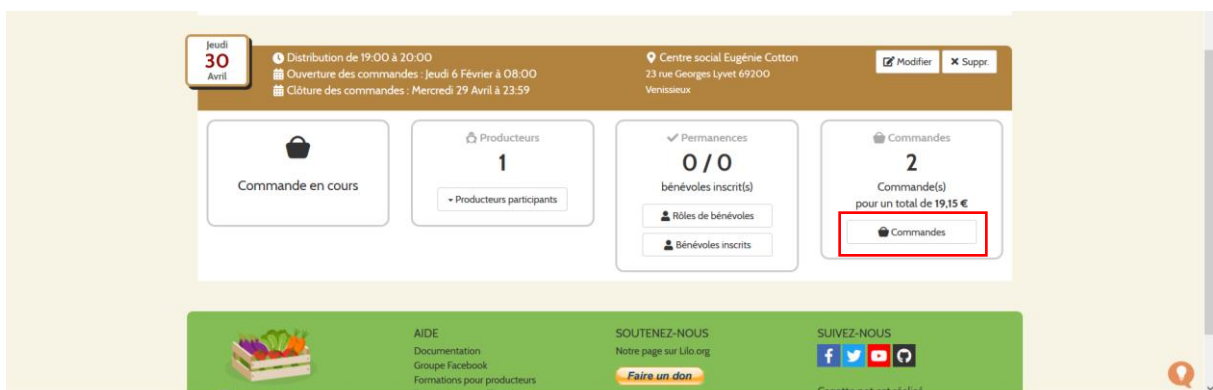 Jeudi
30
Avril
Distribution de 19:00 à 20:00
Ouverture des commandes : Jeudi 6 Février à 08:00
Clôture des commandes : Mercredi 29 Avril à 23:59
Centre social Eugénie Cotton
23 rue Georges Lyvet 69200
Venissieux
Modifier
Suppr.
Commande en cours
Producteurs
1
Producteurs participants
Permanences
0 / 0
bénévoles inscrit(s)
Rôles de bénévoles
Bénévoles inscrits
Commandes
2
Commande(s)
pour un total de 19,15 €
Commandes
AIDE
Documentation
Groupe Facebook
Formations pour producteurs
SOUTENEZ-NOUS
Notre page sur Lilo.org
Faire un don
SUIVEZ-NOUS